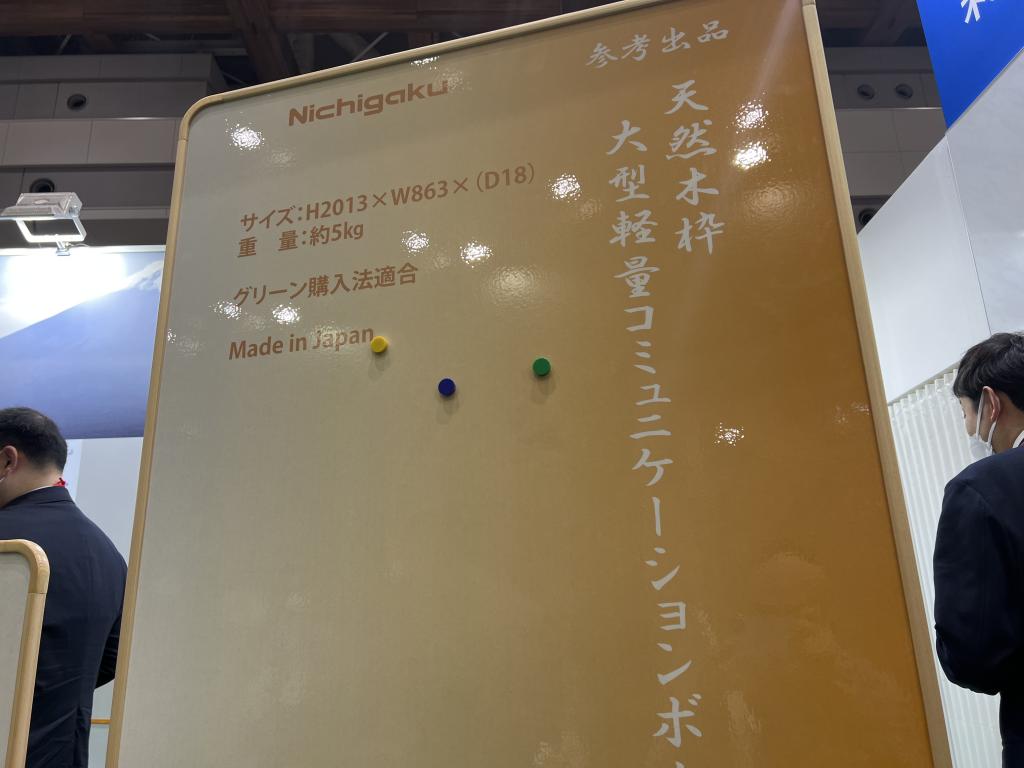 参考出品
天然木枠
大型軽量コミュニケーションボ
Nichigaku
サイズ：H2013×W863×（D18）
重　量：約5kg
グリーン購入法適合
Made in Japan